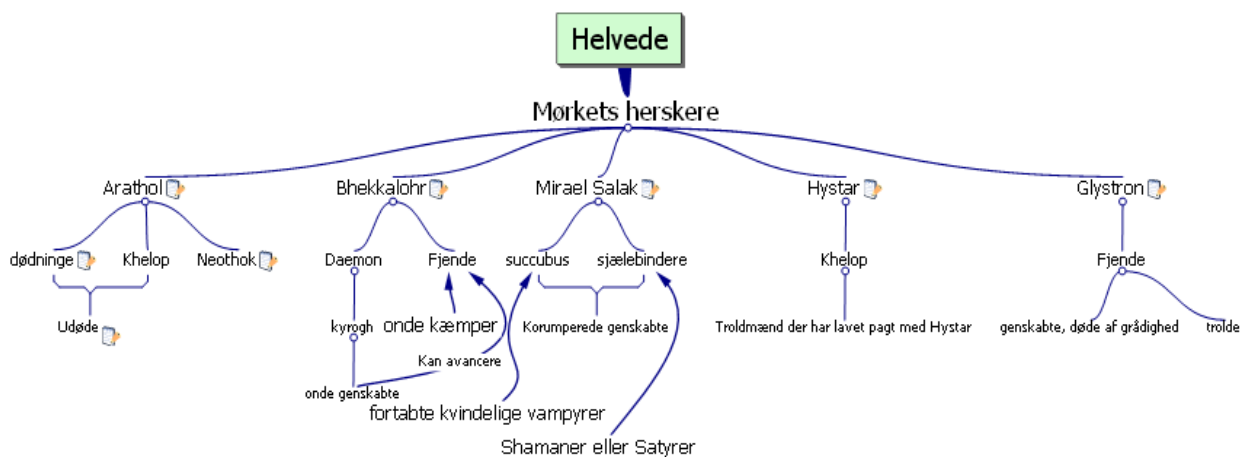 Helvede
Mørkets herskere
Arathol
Bhekkalohr
Mirael Salak
Hystar
Glystron
dødninge
Khelop
Neothok
Daemon
Fjende
succubus
sjælebindere
Khelop
Fjende
Udøde
kyrogh
onde kæmper
Korumperede genskabte
Troldmænd der har lavet pagt med Hystar
genskabte, døde af grådighed
trolde
Kan avancere
onde genskabte
fortabte kvindelige vampyrer
Shamaner eller Satyrer